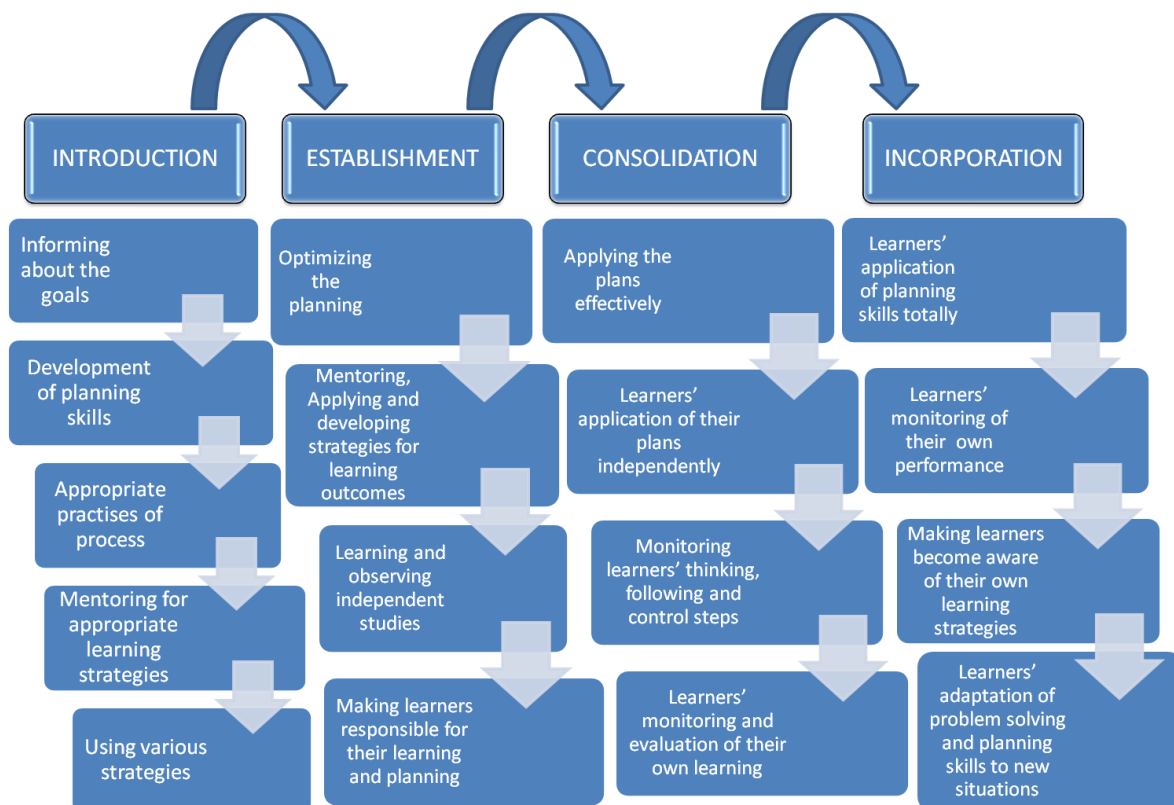 INTRODUCTION
Informing
about the
goals
Development
of planning
skills
Appropriate
practises of
process
Mentoring for
appropriate
learning
strategies
Using various
strategies
ESTABLISHMENT
Optimizing
the
planning
Mentoring,
Applying and
developing
strategies for
learning
outcomes
Learning and
observing
independent
studies
Making learners
responsible for
their learning
and planning
CONSOLIDATION
Applying the
plans
effectively
Learners’
application of their
plans
independently
Monitoring
learners’ thinking,
following and
control steps
Learners’
monitoring and
evaluation of their
own learning
INCORPORATION
Learners’
application
of planning
skills totally
Learners’
monitoring of
their own
performance
Making learners
become aware
of their own
learning
strategies
Learners’
adaptation of
problem solving
and planning
skills to new
situations